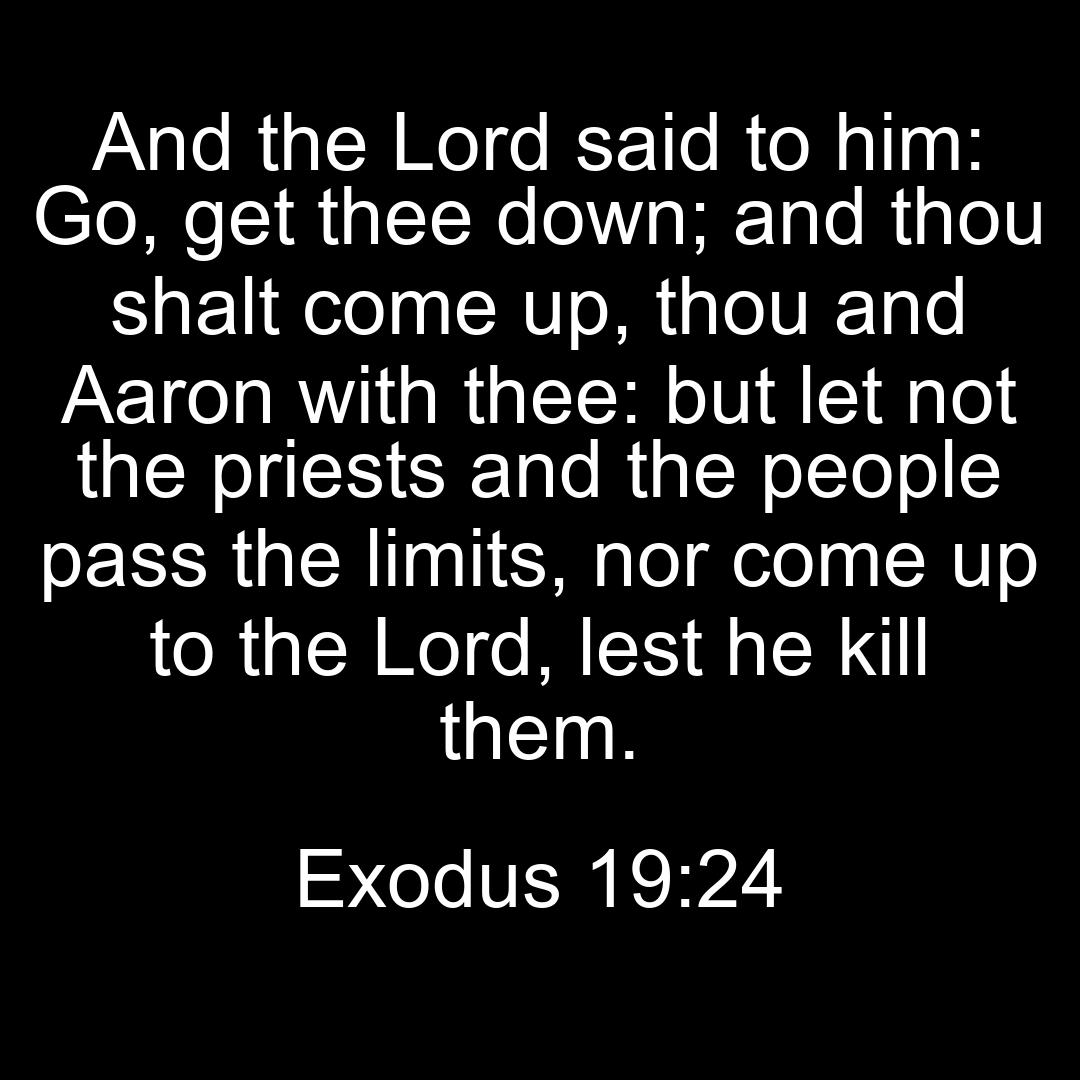 And the Lord said to him:
Go, get thee down; and thou
shalt come up, thou and
Aaron with thee: but let not
the priests and the people
pass the limits, nor come up
to the Lord, lest he kill
them.
Exodus 19:24